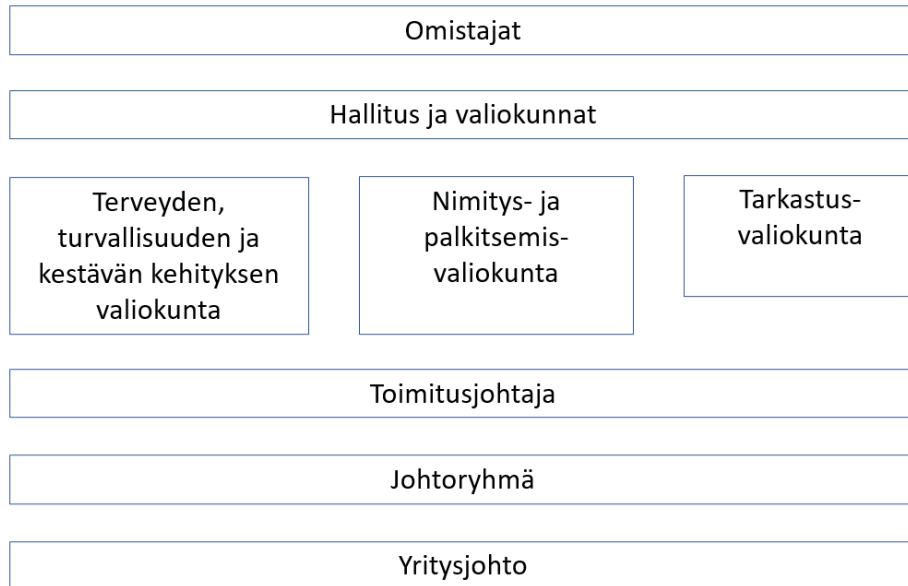 Omistajat
Hallitus ja valiokunnat
Terveyden,
turvallisuuden ja
kestävän kehityksen
valiokunta
Nimitys- ja
palkitsemis-
valiokunta
Tarkastus-
valiokunta
Toimitusjohtaja
Johtoryhmä
Yritysjohto